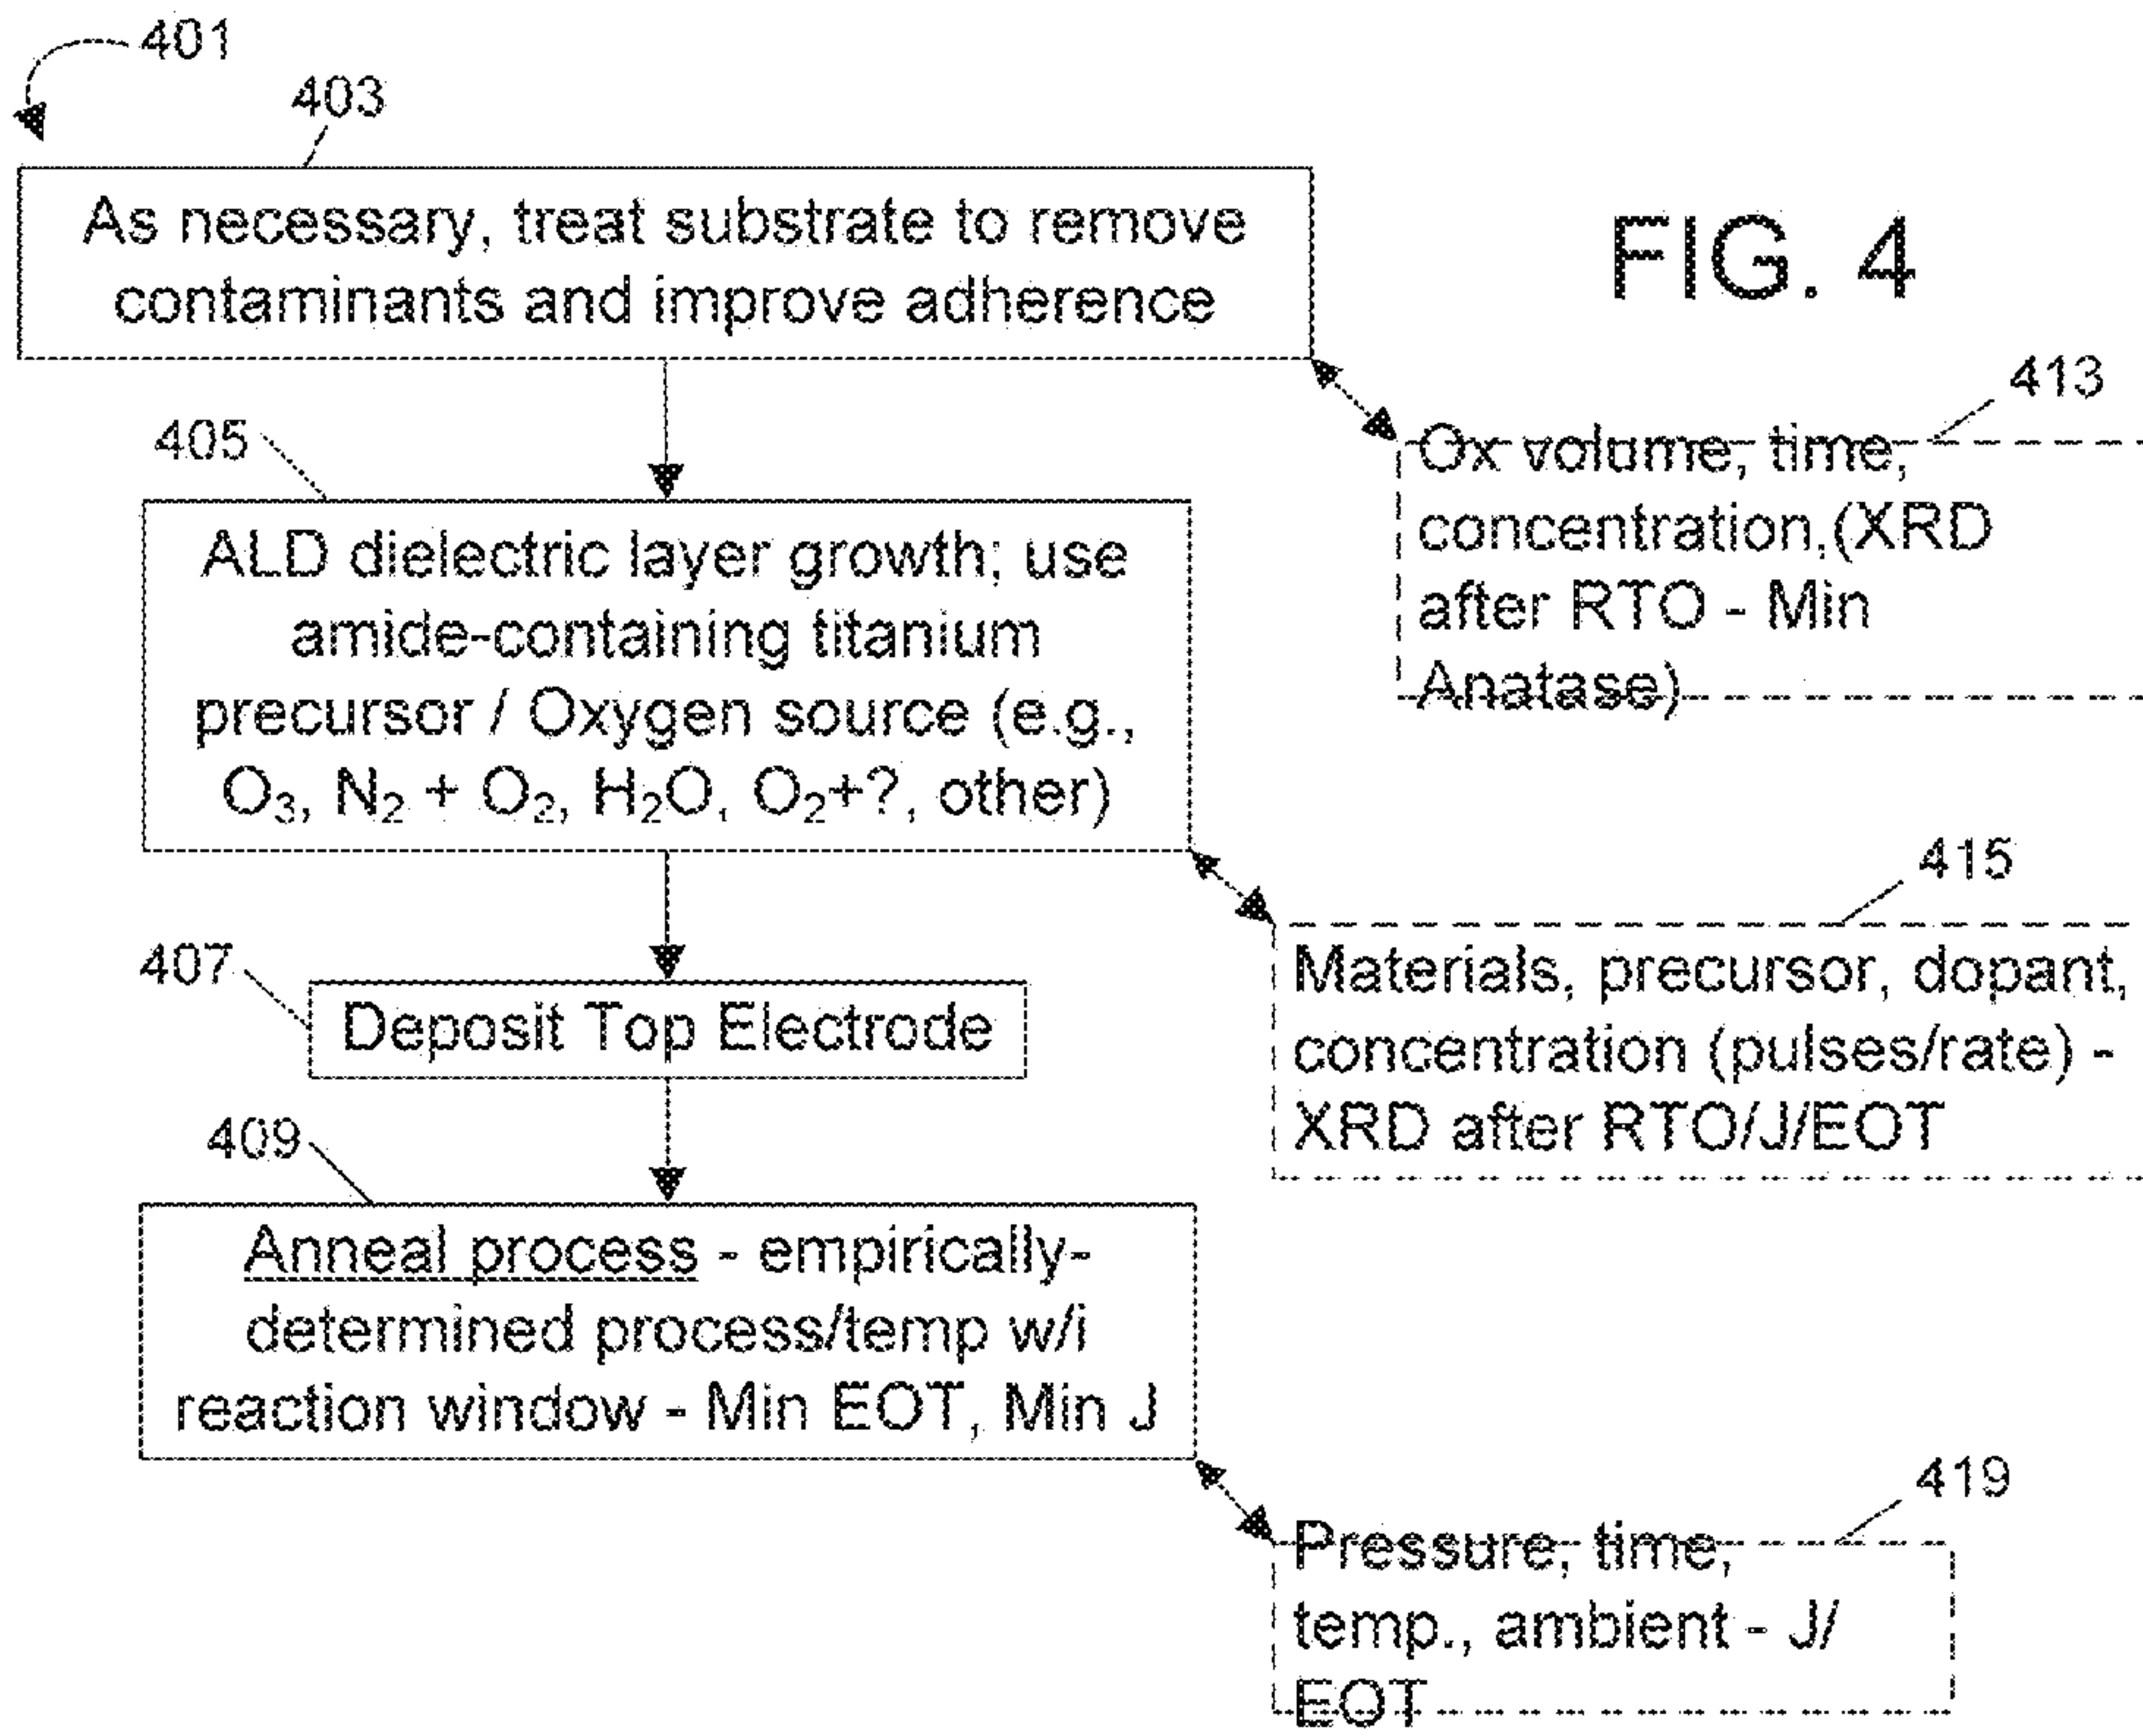 401
403
As necessary, treat substrate to remove
contaminants and improve adherence
FIG. 4
413
Ox volume, time,
concentration,(XRD
after RTO - Min
Anatase)
405
ALD dielectric layer growth; use
amide-containing titanium
precursor / Oxygen source (e.g.,
O₃, N₂ + O₂, H₂O, O₂+?, other)
415
Materials, precursor, dopant,
concentration (pulses/rate) -
XRD after RTO/J/EOT
407
Deposit Top Electrode
409
Anneal process - empirically-
determined process/temp w/i
reaction window - Min EOT, Min J
419
Pressure, time,
temp., ambient - J/
EOT